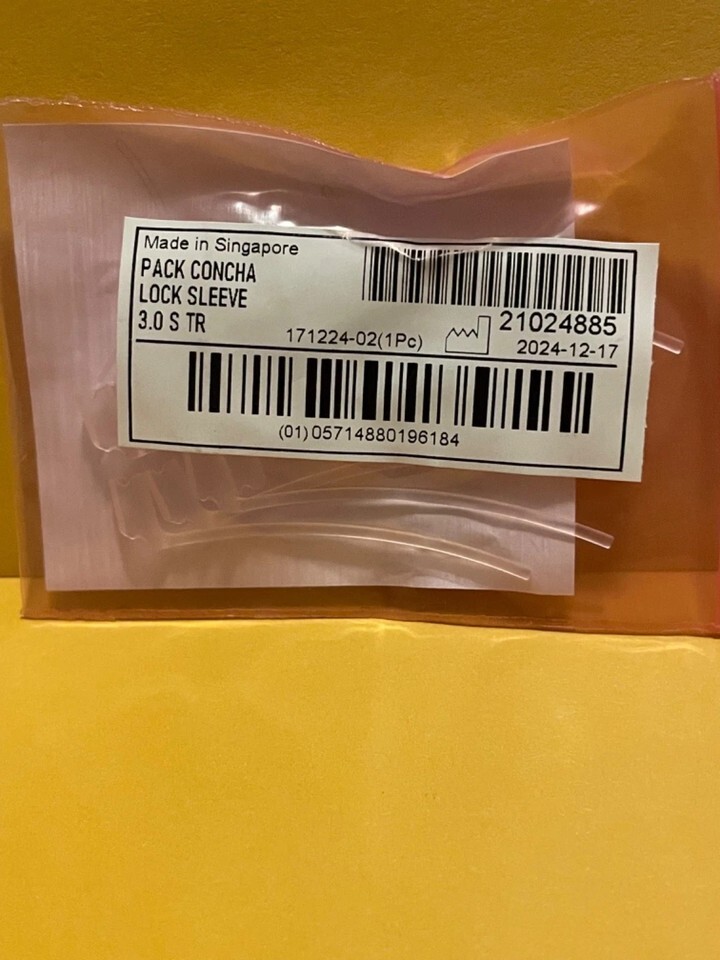 Made in Singapore
PACK CONCHA
LOCK SLEEVE
3.0 S TR
21024885
171224-02(1Pc)
2024-12-17
(01)05714880196184